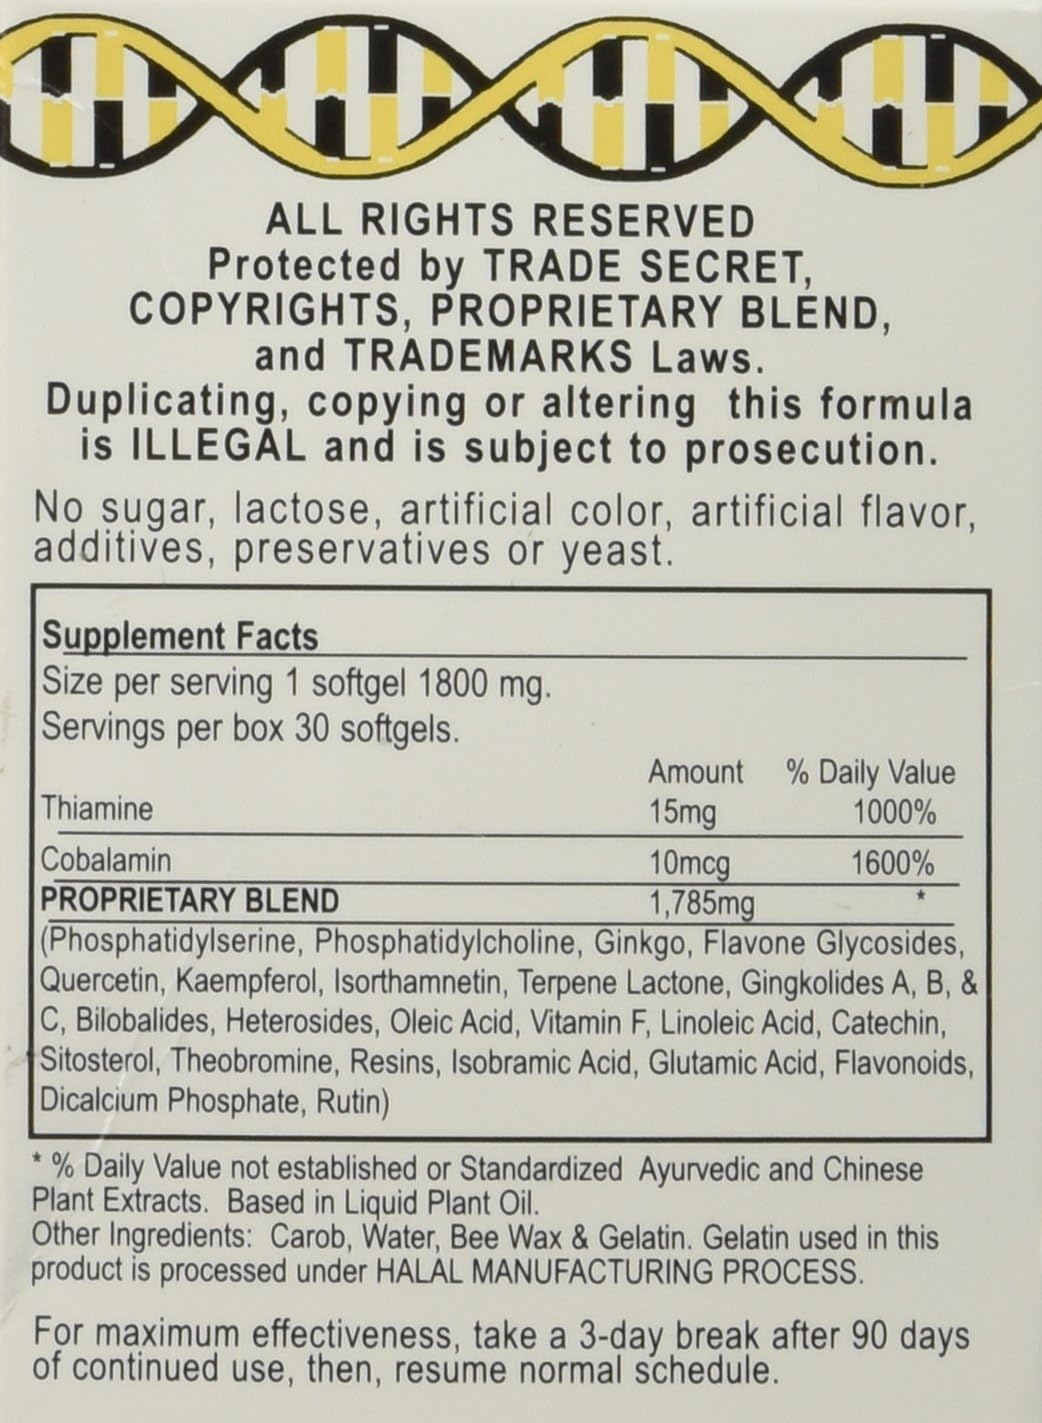 ALL RIGHTS RESERVED
Protected by TRADE SECRET,
COPYRIGHTS, PROPRIETARY BLEND,
and TRADEMARKS Laws.
Duplicating, copying or altering this formula
is ILLEGAL and is subject to prosecution.
No sugar, lactose, artificial color, artificial flavor,
additives, preservatives or yeast.
Supplement Facts
Size per serving 1 softgel 1800 mg.
Servings per box 30 softgels.
Amount % Daily Value
Thiamine 15mg 1000%
Cobalamin 10mcg 1600%
PROPRIETARY BLEND 1,785mg *
(Phosphatidylserine, Phosphatidylcholine, Ginkgo, Flavone Glycosides,
Quercetin, Kaempferol, Isorthamnetin, Terpene Lactone, Gingkolides A, B, &
C, Bilobalides, Heterosides, Oleic Acid, Vitamin F, Linoleic Acid, Catechin,
Sitosterol, Theobromine, Resins, Isobramic Acid, Glutamic Acid, Flavonoids,
Dicalcium Phosphate, Rutin)
* % Daily Value not established or Standardized Ayurvedic and Chinese
Plant Extracts. Based in Liquid Plant Oil.
Other Ingredients: Carob, Water, Bee Wax & Gelatin. Gelatin used in this
product is processed under HALAL MANUFACTURING PROCESS.
For maximum effectiveness, take a 3-day break after 90 days
of continued use, then, resume normal schedule.